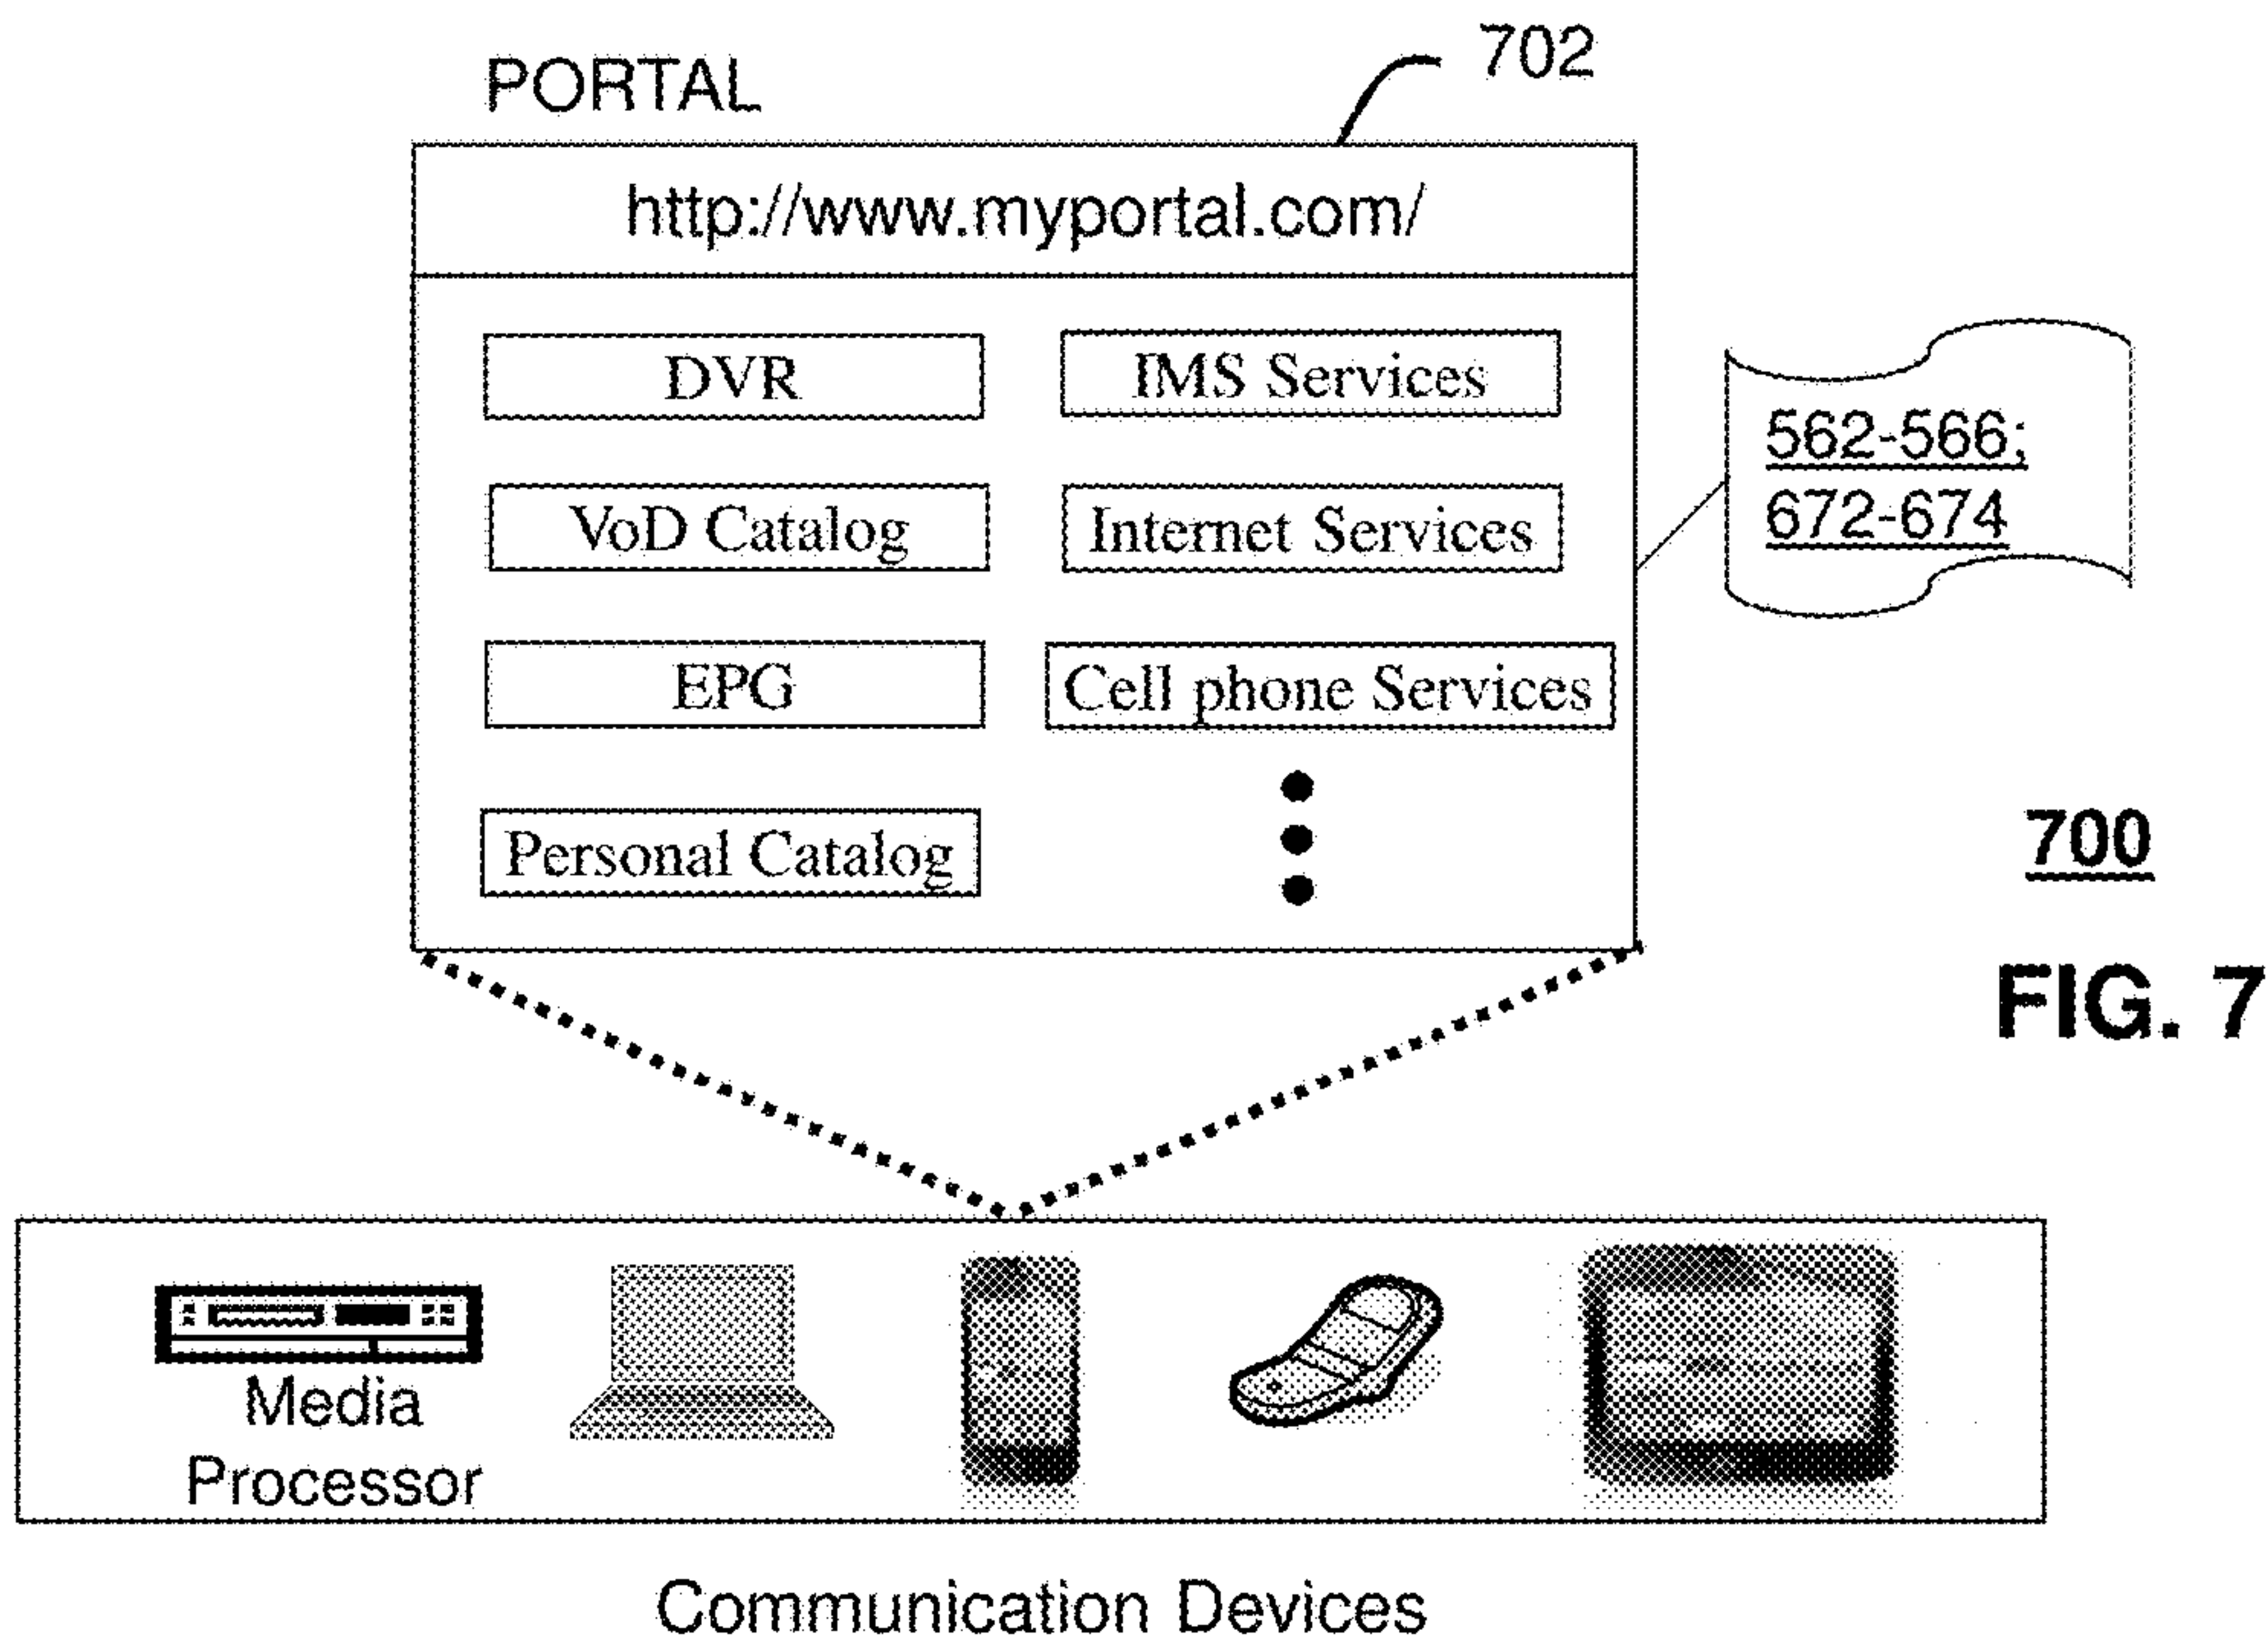 PORTAL
702
http://www.myportal.com/
DVR
IMS Services
VoD Catalog
Internet Services
EPG
Cell phone Services
Personal Catalog
562-566;
672-674
700
FIG. 7
Media
Processor
Communication Devices